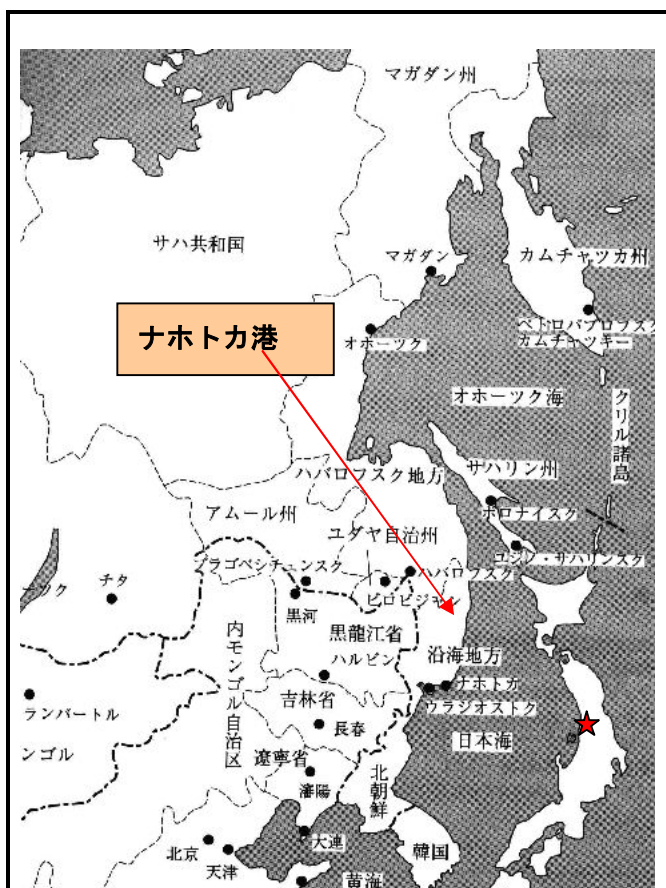 マガダン州
サハ共和国
マガダン
カムチャツカ州
ナホトカ港
オホーツク
ペトロパブロフスク
カムチャツキー
オホーツク海
クリル諸島
ハバロフスク地方
サハリン州
アムール州
ポロナイスク
ユダヤ自治州
ブラゴベシチェンスク
ハバロフスク
ユジノ・サハリンスク
ーツク
チタ
ビロビジャン
黒河
内モンゴル自治区
黒龍江省
ハルビン
沿海地方
吉林省
ナホトカ
ランバートル
ウラジオストク
長春
日本海
ンゴル
遼寧省
北朝鮮
瀋陽
大連
北京
天津
韓国
黄海